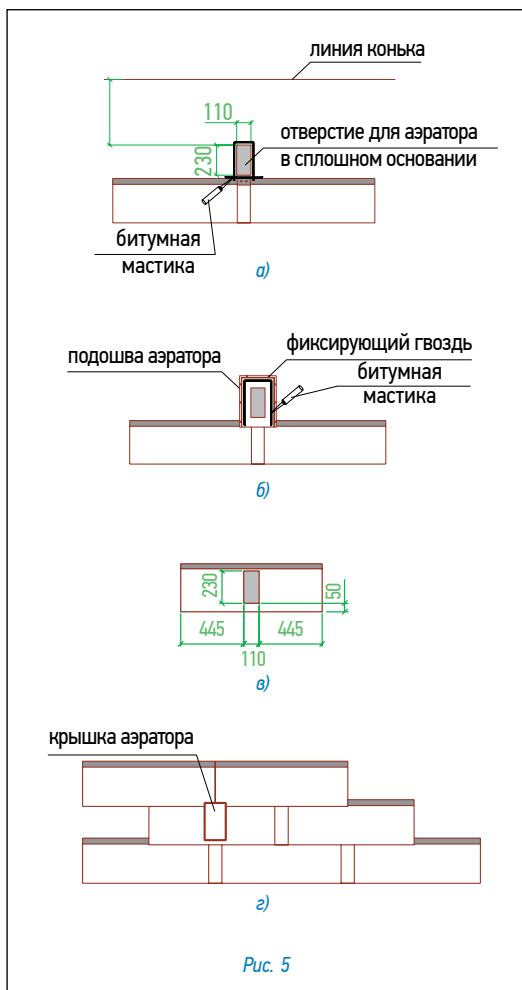 линия конька
110
отверстие для аэратора
в сплошном основании
230
битумная
мастика
а)
фиксирующий гвоздь
подошва аэратора
битумная
мастика
б)
230
50
445
445
110
в)
крышка аэратора
г)
Рис. 5